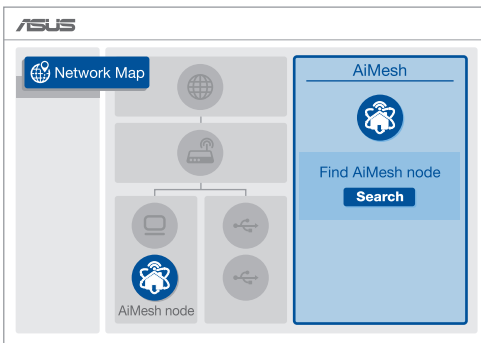 ASUS
Network Map
AiMesh
Find AiMesh node
Search
AiMesh node